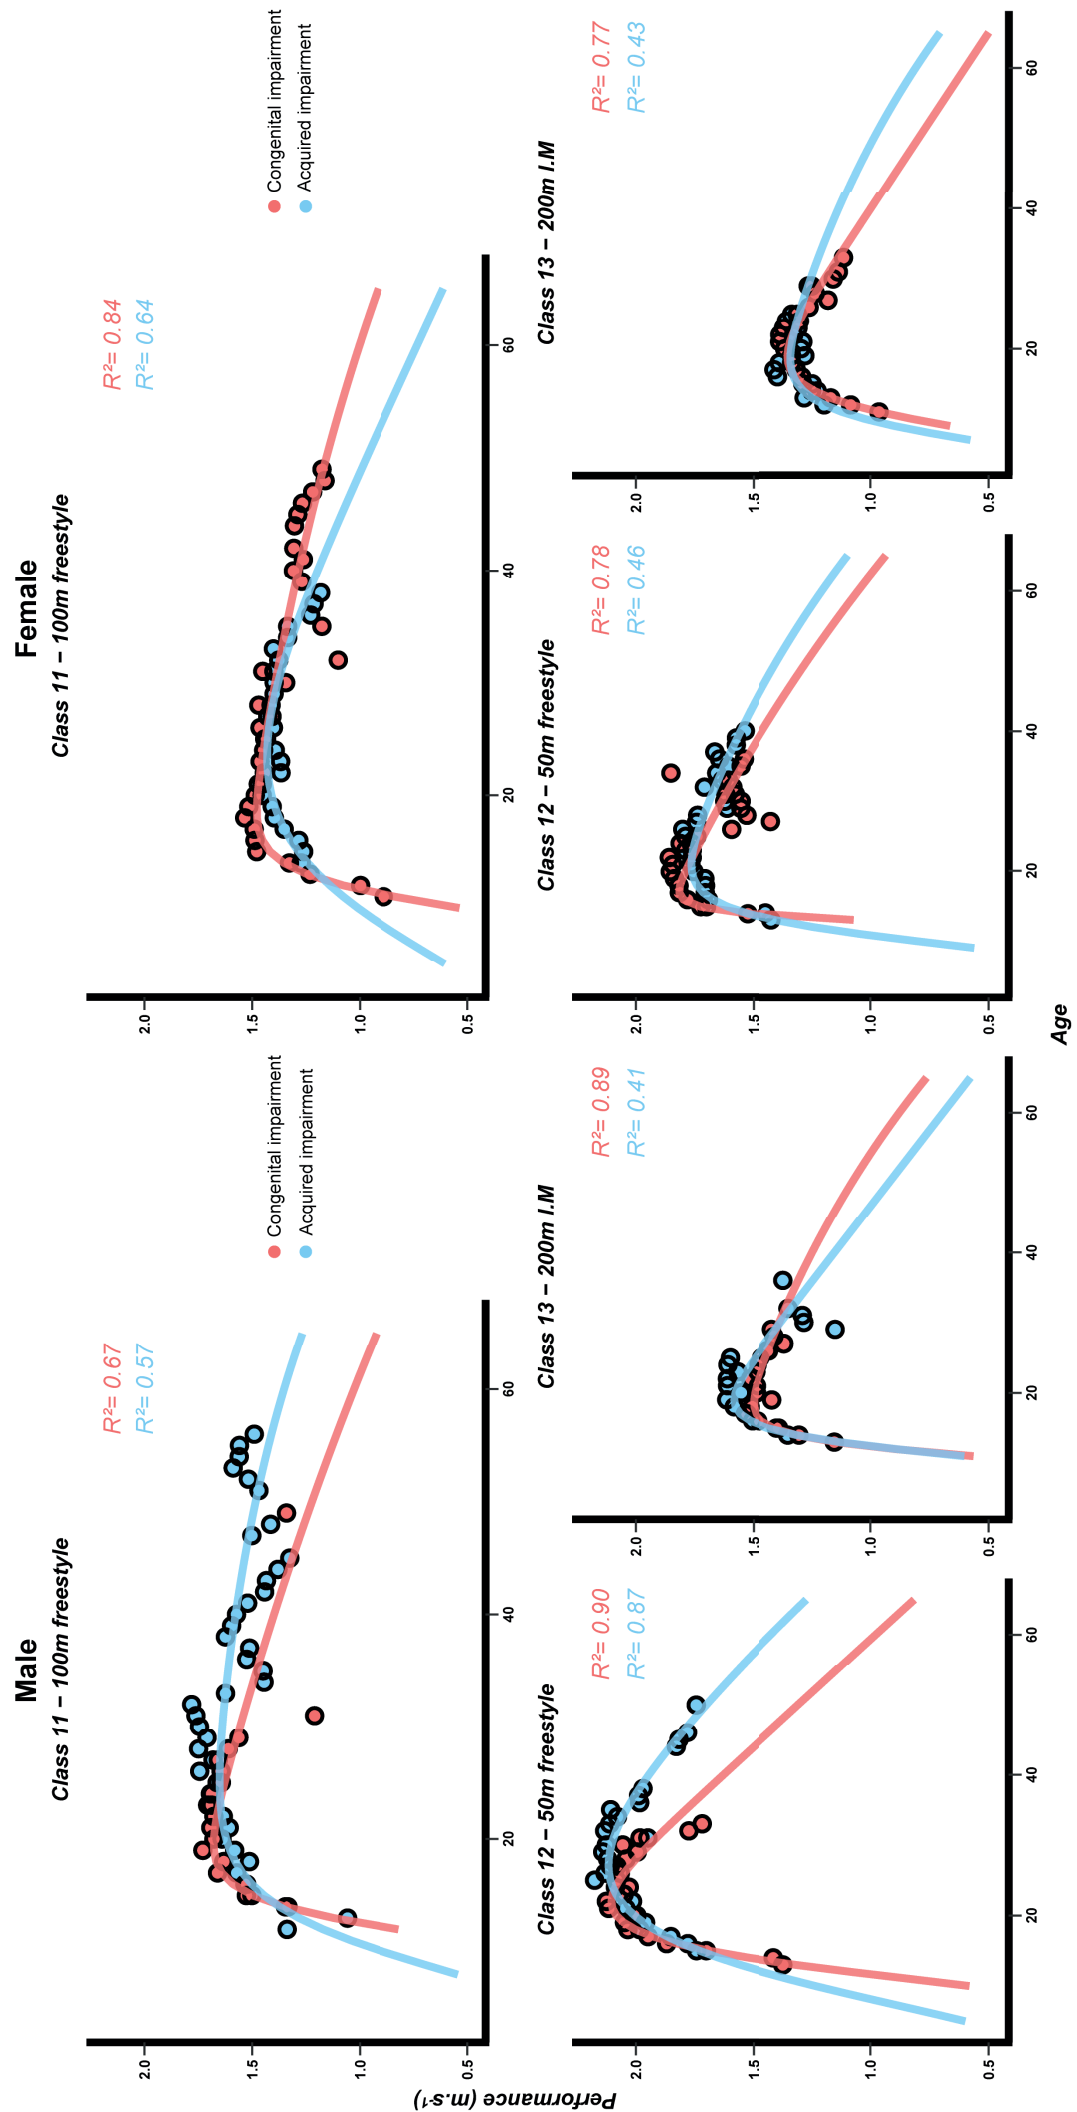 Male
Female
Class 11 – 100m freestyle
R²= 0.67
R²= 0.57
Congenital impairment
Acquired impairment
2.0
1.5
1.0
0.5
20
40
60
Class 11 – 100m freestyle
R²= 0.84
R²= 0.64
Congenital impairment
Acquired impairment
2.0
1.5
1.0
0.5
20
40
60
Performance (m.s-1)
Class 12 – 50m freestyle
R²= 0.90
R²= 0.87
2.0
1.5
1.0
0.5
20
40
60
Class 13 – 200m I.M
R²= 0.89
R²= 0.41
2.0
1.5
1.0
0.5
20
40
60
Class 12 – 50m freestyle
R²= 0.78
R²= 0.46
2.0
1.5
1.0
0.5
20
40
60
Class 13 – 200m I.M
R²= 0.77
R²= 0.43
2.0
1.5
1.0
0.5
20
40
60
Age